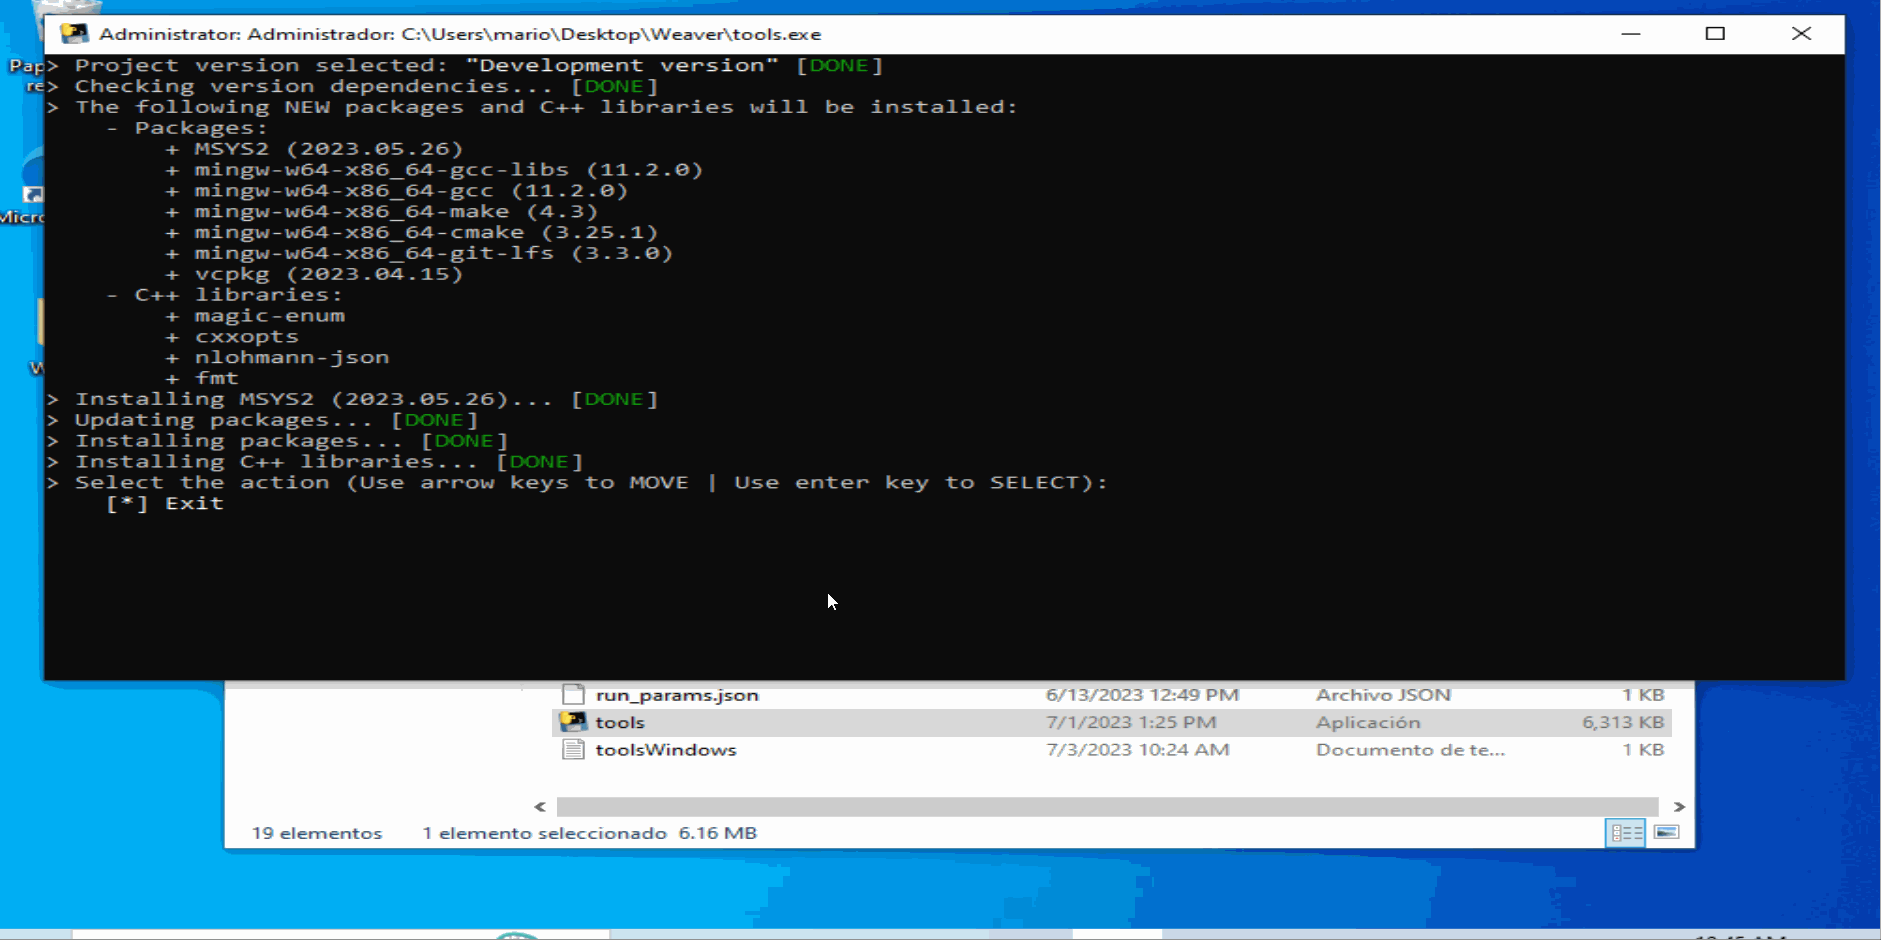 Administrator: Administrador: C:\Users\mario\Desktop\Weaver\tools.exe
Pap
re
Micro
W
> Project version selected: "Development version" [DONE]
> Checking version dependencies... [DONE]
> The following NEW packages and C++ libraries will be installed:
- Packages:
+ MSYS2 (2023.05.26)
+ mingw-w64-x86_64-gcc-libs (11.2.0)
+ mingw-w64-x86_64-gcc (11.2.0)
+ mingw-w64-x86_64-make (4.3)
+ mingw-w64-x86_64-cmake (3.25.1)
+ mingw-w64-x86_64-git-lfs (3.3.0)
+ vcpkg (2023.04.15)
- C++ libraries:
+ magic-enum
+ cxxopts
+ nlohmann-json
+ fmt
> Installing MSYS2 (2023.05.26)... [DONE]
> Updating packages... [DONE]
> Installing packages... [DONE]
> Installing C++ libraries... [DONE]
> Select the action (Use arrow keys to MOVE | Use enter key to SELECT):
[*] Exit
run_params.json 6/13/2023 12:49 PM Archivo JSON 1 KB
tools 7/1/2023 1:25 PM Aplicación 6,313 KB
toolsWindows 7/3/2023 10:24 AM Documento de te... 1 KB
19 elementos 1 elemento seleccionado 6.16 MB